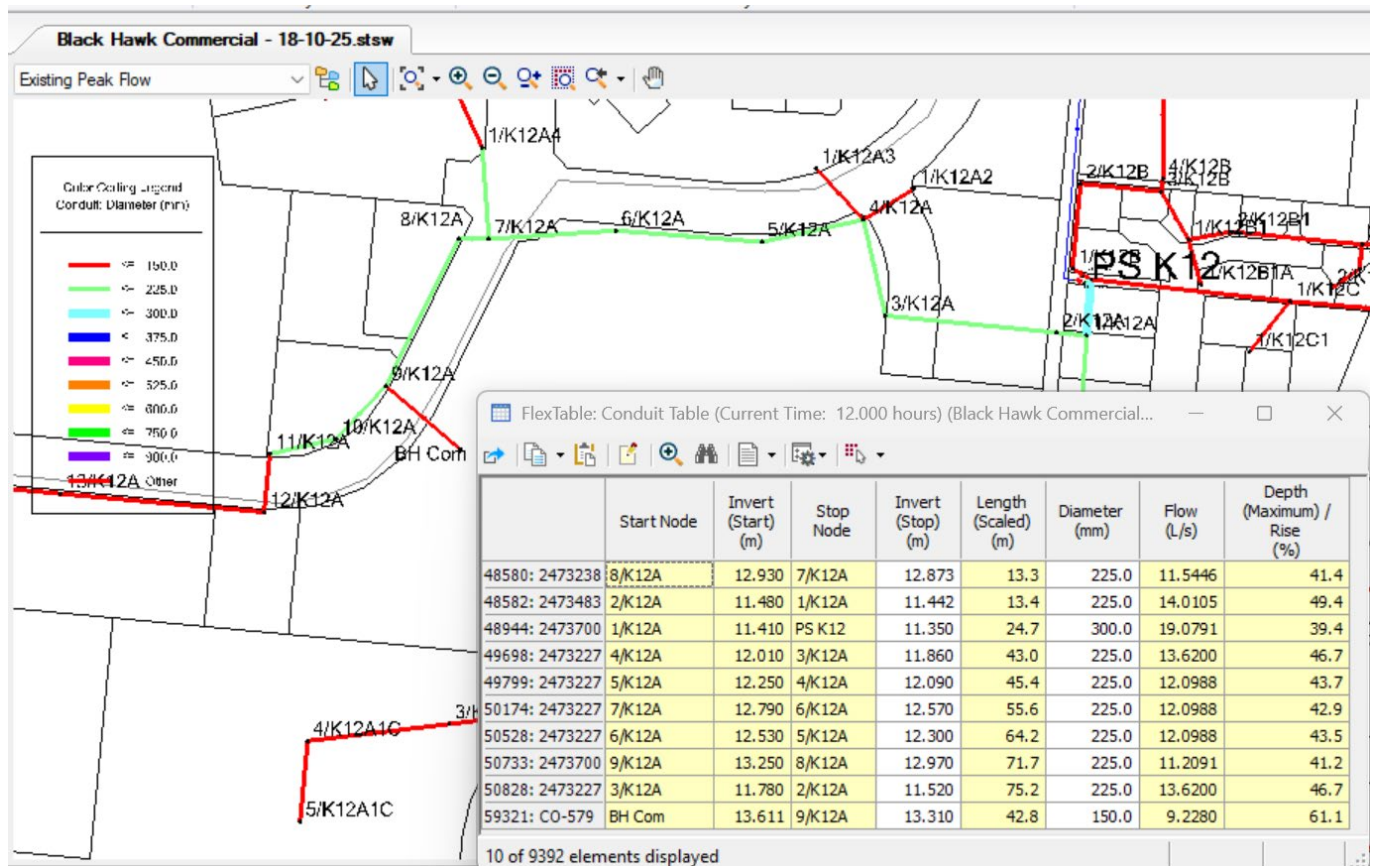 Black Hawk Commercial - 18-10-25.stsw
Existing Peak Flow
Color Coding Legend
Conduit: Diameter (mm)
<= 150.0
<= 225.0
<= 300.0
<= 375.0
<= 450.0
<= 525.0
<= 600.0
<= 750.0
<= 900.0
Other
1/K12A4
1/K12A3
1/K12A2
2/K12B
4/K12B
3/K12B
8/K12A
7/K12A
6/K12A
5/K12A
4/K12A
1/K12B1
2/K12B1
1/K12B
PS K12
1/K12B1A
1/K12C
3/K12A
2/K12A
1/K12A
1/K12C1
9/K12A
10/K12A
11/K12A
BH Com
13/K12A
12/K12A
4/K12A1C
5/K12A1C
FlexTable: Conduit Table (Current Time: 12.000 hours) (Black Hawk Commercial...
Start Node Invert (Start) (m) Stop Node Invert (Stop) (m) Length (Scaled) (m) Diameter (mm) Flow (L/s) Depth (Maximum) / Rise (%)
48580: 2473238 8/K12A 12.930 7/K12A 12.873 13.3 225.0 11.5446 41.4
48582: 2473483 2/K12A 11.480 1/K12A 11.442 13.4 225.0 14.0105 49.4
48944: 2473700 1/K12A 11.410 PS K12 11.350 24.7 300.0 19.0791 39.4
49698: 2473227 4/K12A 12.010 3/K12A 11.860 43.0 225.0 13.6200 46.7
49799: 2473227 5/K12A 12.250 4/K12A 12.090 45.4 225.0 12.0988 43.7
50174: 2473227 7/K12A 12.790 6/K12A 12.570 55.6 225.0 12.0988 42.9
50528: 2473227 6/K12A 12.530 5/K12A 12.300 64.2 225.0 12.0988 43.5
50733: 2473700 9/K12A 13.250 8/K12A 12.970 71.7 225.0 11.2091 41.2
50828: 2473227 3/K12A 11.780 2/K12A 11.520 75.2 225.0 13.6200 46.7
59321: CO-579 BH Com 13.611 9/K12A 13.310 42.8 150.0 9.2280 61.1
10 of 9392 elements displayed